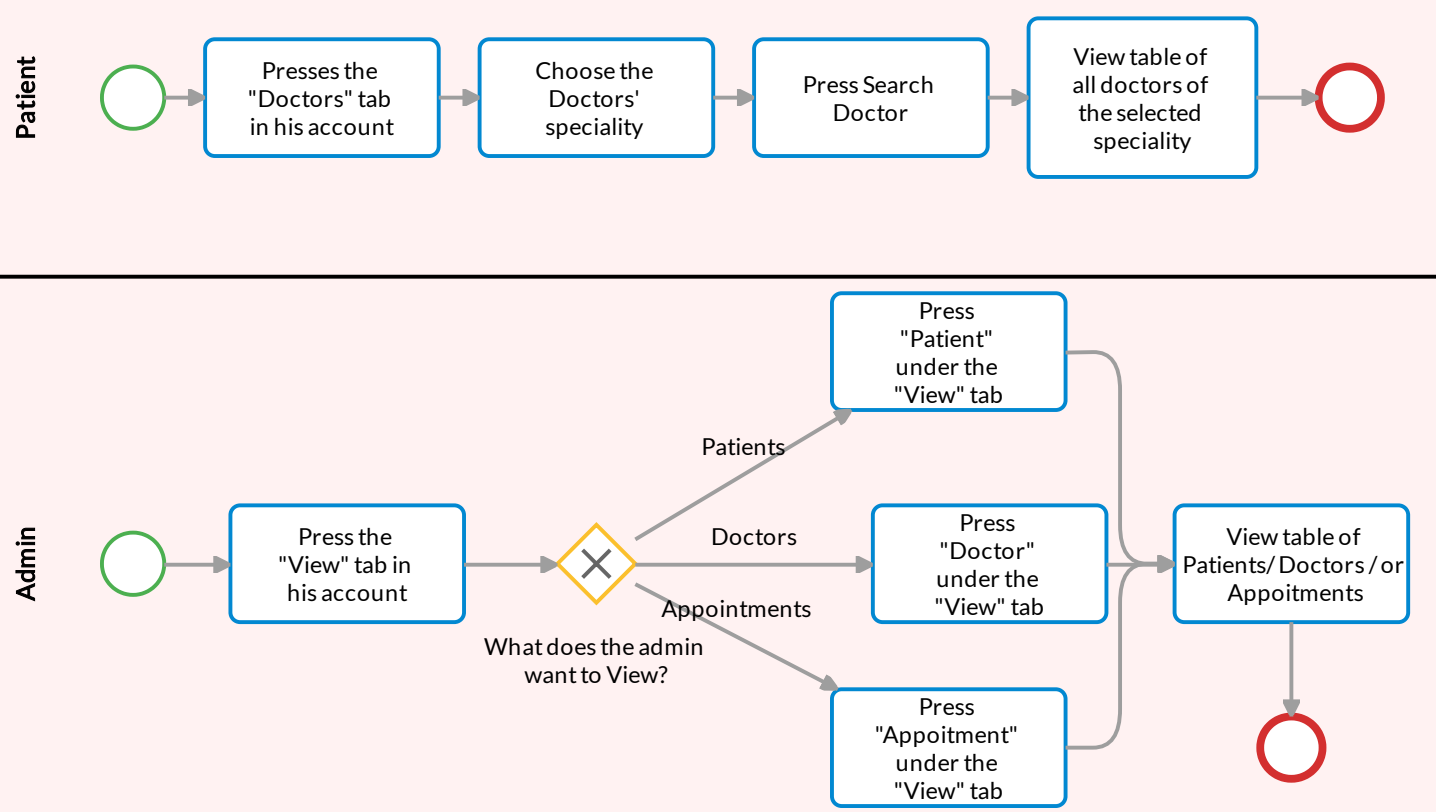 Patient
Presses the
"Doctors" tab
in his account
Choose the
Doctors'
speciality
Press Search
Doctor
View table of
all doctors of
the selected
speciality
Admin
Press the
"View" tab in
his account
What does the admin
want to View?
Patients
Doctors
Appointments
Press
"Patient"
under the
"View" tab
Press
"Doctor"
under the
"View" tab
Press
"Appoitment"
under the
"View" tab
View table of
Patients/ Doctors / or
Appoitments